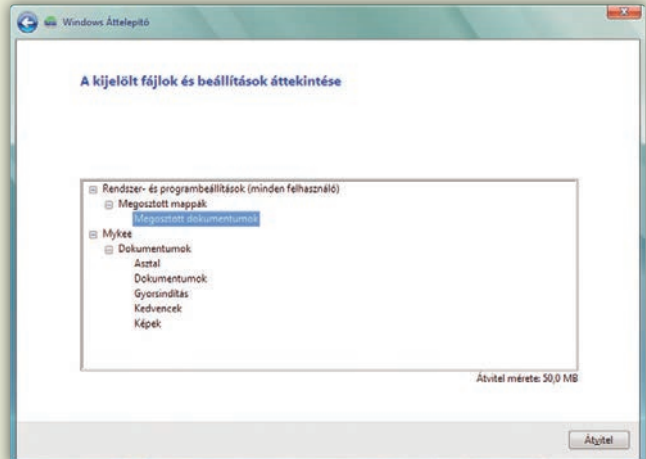 Windows Áttelepítő
A kijelölt fájlok és beállítások áttekintése
Rendszer- és programbeállítások (minden felhasználó)
Megosztott mappák
Megosztott dokumentumok
Mykee
Dokumentumok
Asztal
Dokumentumok
Gyorsindítás
Kedvencek
Képek
Átvitel mérete: 50,0 MB
Átvitel